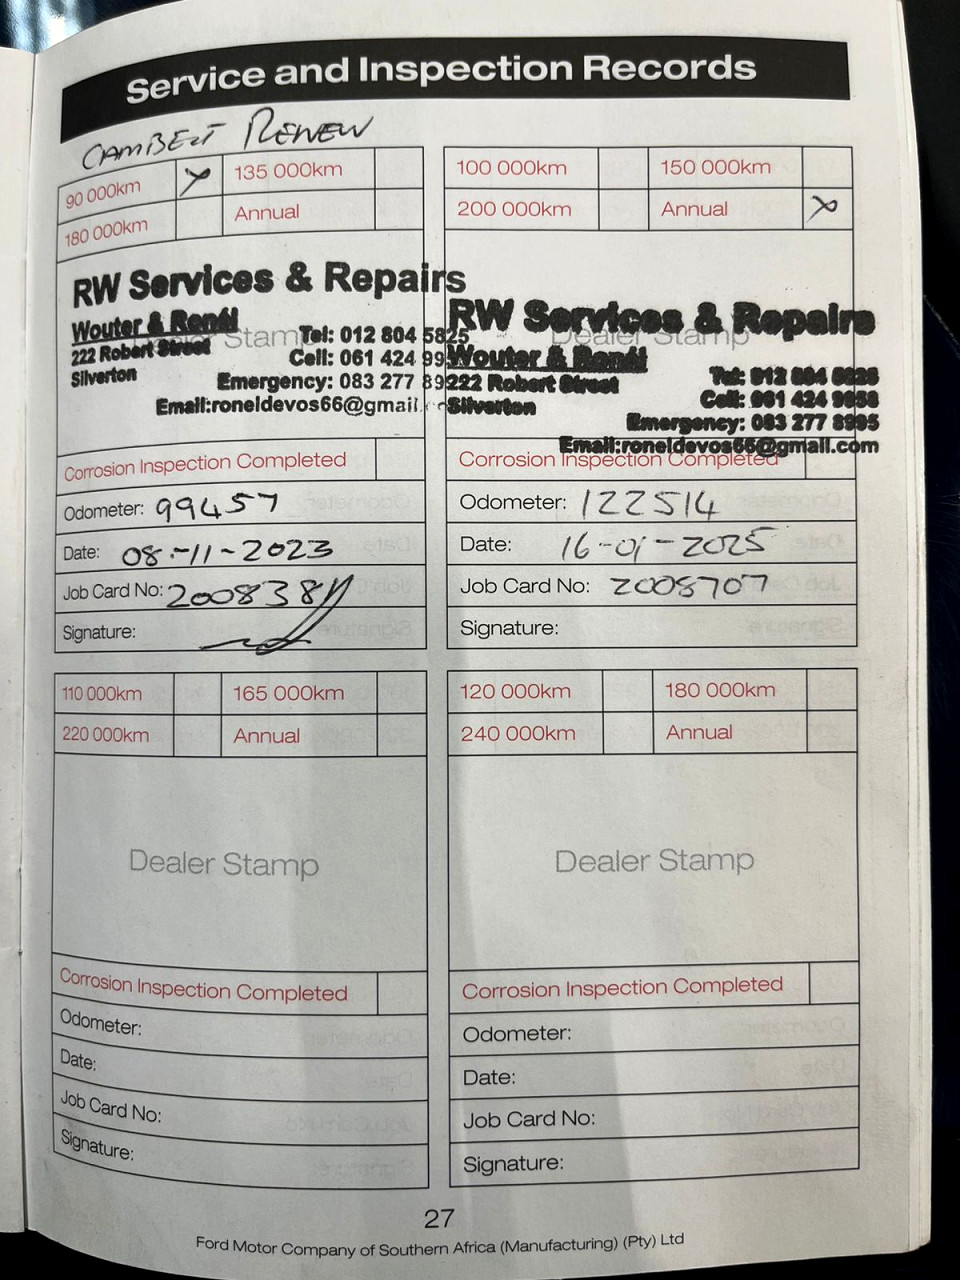 Service and Inspection Records
CAMBELT RENEW
90 000km X 135 000km
180 000km Annual
RW Services & Repairs
Wouter & Ronél
222 Robert Street
Silverton
Dealer Stamp
Tel: 012 804 5825
Cell: 061 424 99
Emergency: 083 277 89
Email:roneldevos66@gmail.co
Corrosion Inspection Completed
Odometer: 99457
Date: 08-11-2023
Job Card No: 2008381
Signature:
100 000km 150 000km
200 000km Annual X
RW Services & Repairs
Wouter & Ronél
222 Robert Street
Silverton
Dealer Stamp
Tel: 012 804 5825
Cell: 061 424 9958
Emergency: 083 277 8995
Email:roneldevos66@gmail.com
Corrosion Inspection Completed
Odometer: 122514
Date: 16-01-2025
Job Card No: 2008707
Signature:
110 000km 165 000km
220 000km Annual
Dealer Stamp
Corrosion Inspection Completed
Odometer:
Date:
Job Card No:
Signature:
120 000km 180 000km
240 000km Annual
Dealer Stamp
Corrosion Inspection Completed
Odometer:
Date:
Job Card No:
Signature:
27
Ford Motor Company of Southern Africa (Manufacturing) (Pty) Ltd